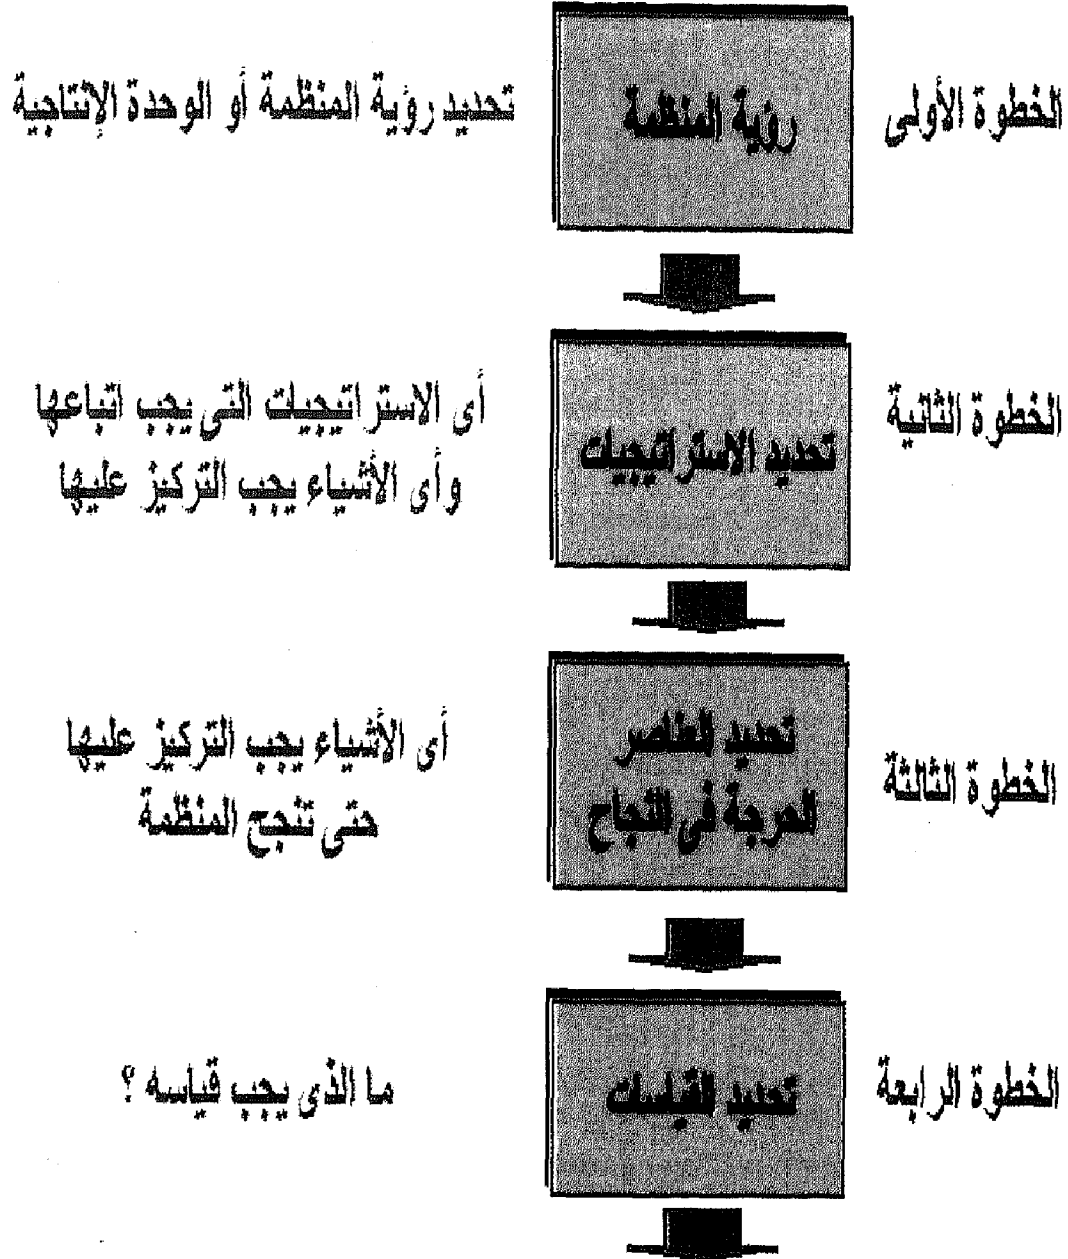 الخطوة الأولى
رؤية المنظمة
تحديد رؤية المنظمة أو الوحدة الإنتاجية
الخطوة الثانية
تحديد الاستراتيجيات
أى الاستراتيجيات التى يجب اتباعها
وأى الأشياء يجب التركيز عليها
الخطوة الثالثة
تحديد العناصر
الحرجة فى النجاح
أى الأشياء يجب التركيز عليها
حتى تنجح المنظمة
الخطوة الرابعة
تحديد القياسات
ما الذى يجب قياسه ؟